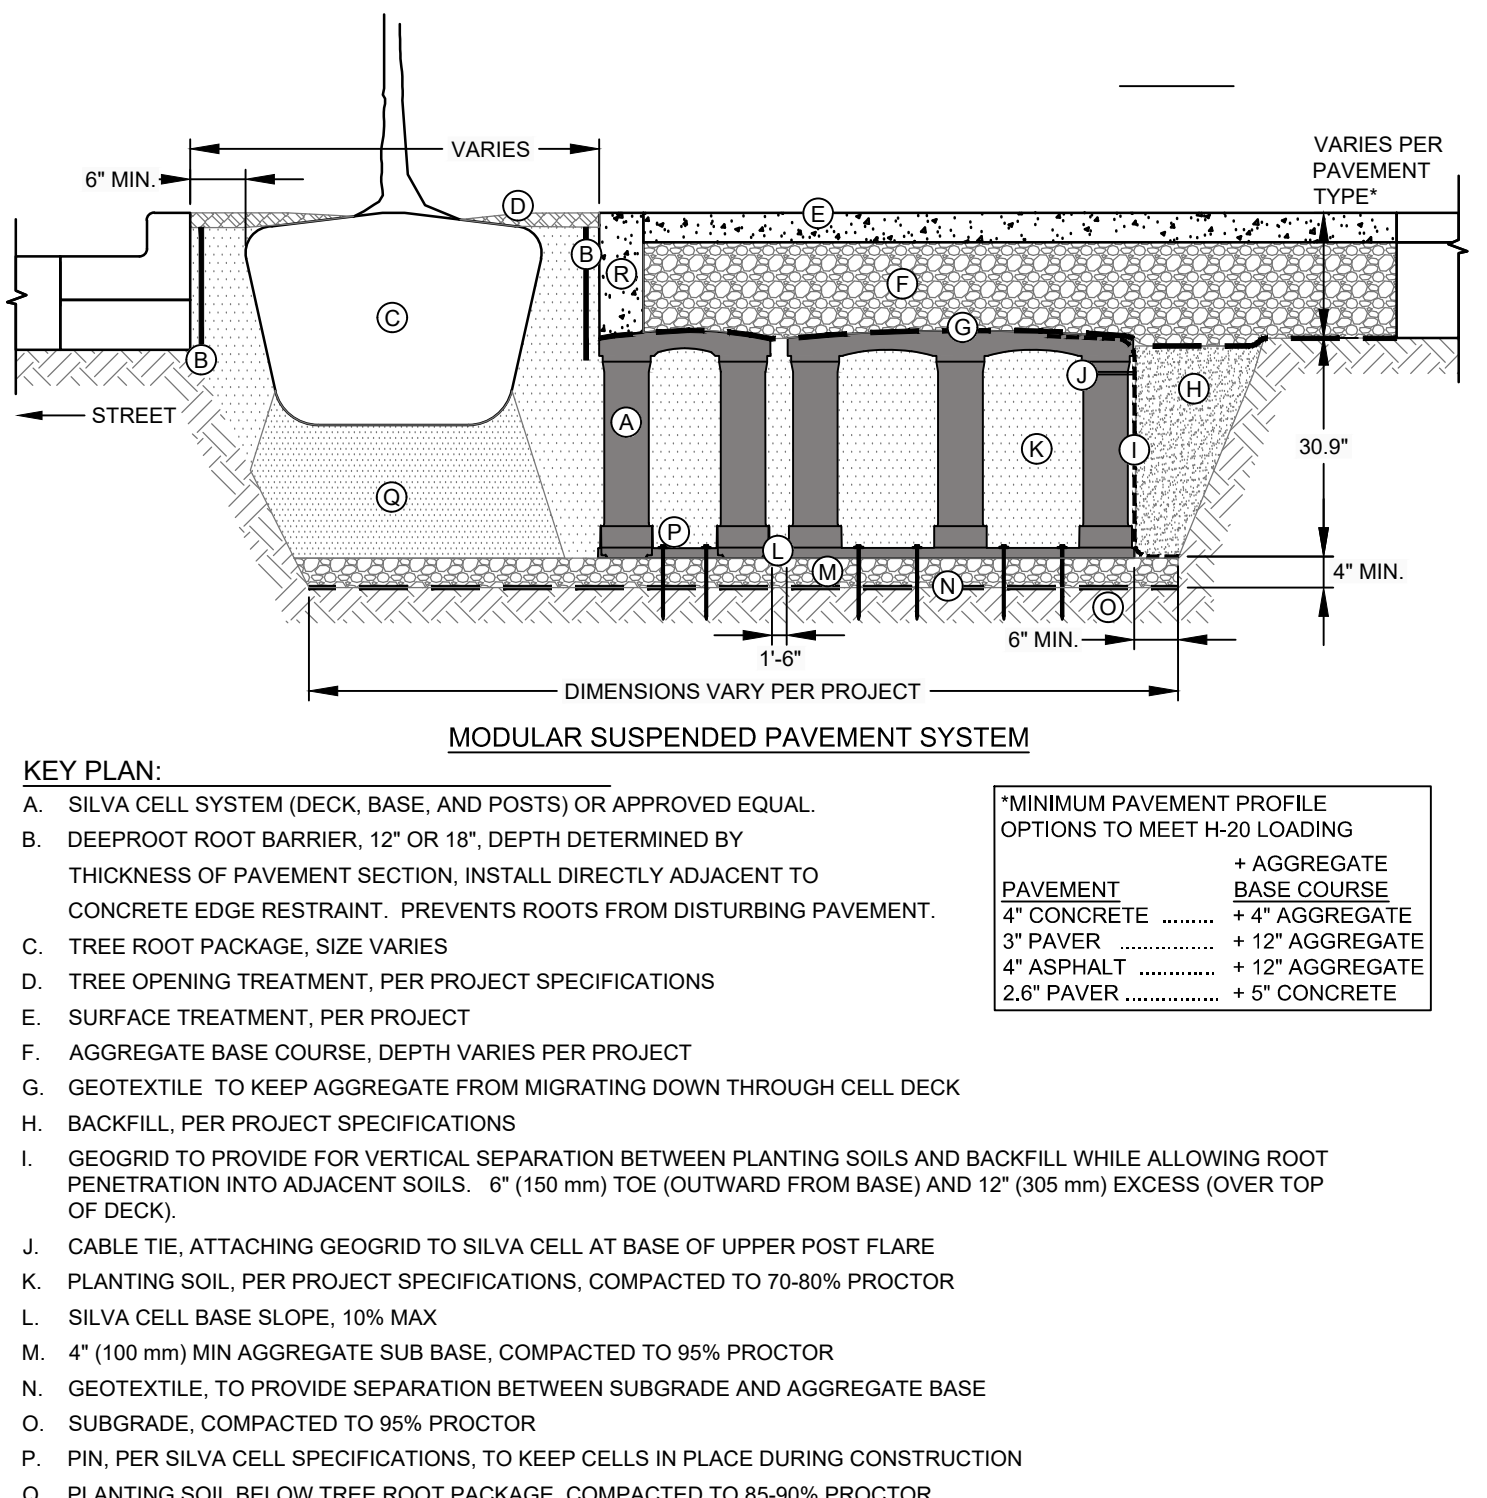 VARIES
6" MIN.
VARIES PER
PAVEMENT
TYPE*
D
E
B
R
F
C
G
B
J
H
STREET
A
I
K
30.9"
Q
P
L
M
N
4" MIN.
O
6" MIN.
1'-6"
DIMENSIONS VARY PER PROJECT
MODULAR SUSPENDED PAVEMENT SYSTEM
KEY PLAN:
A. SILVA CELL SYSTEM (DECK, BASE, AND POSTS) OR APPROVED EQUAL.
B. DEEPROOT ROOT BARRIER, 12" OR 18", DEPTH DETERMINED BY
THICKNESS OF PAVEMENT SECTION, INSTALL DIRECTLY ADJACENT TO
CONCRETE EDGE RESTRAINT. PREVENTS ROOTS FROM DISTURBING PAVEMENT.
C. TREE ROOT PACKAGE, SIZE VARIES
D. TREE OPENING TREATMENT, PER PROJECT SPECIFICATIONS
E. SURFACE TREATMENT, PER PROJECT
F. AGGREGATE BASE COURSE, DEPTH VARIES PER PROJECT
G. GEOTEXTILE TO KEEP AGGREGATE FROM MIGRATING DOWN THROUGH CELL DECK
H. BACKFILL, PER PROJECT SPECIFICATIONS
I. GEOGRID TO PROVIDE FOR VERTICAL SEPARATION BETWEEN PLANTING SOILS AND BACKFILL WHILE ALLOWING ROOT
PENETRATION INTO ADJACENT SOILS. 6" (150 mm) TOE (OUTWARD FROM BASE) AND 12" (305 mm) EXCESS (OVER TOP
OF DECK).
J. CABLE TIE, ATTACHING GEOGRID TO SILVA CELL AT BASE OF UPPER POST FLARE
K. PLANTING SOIL, PER PROJECT SPECIFICATIONS, COMPACTED TO 70-80% PROCTOR
L. SILVA CELL BASE SLOPE, 10% MAX
M. 4" (100 mm) MIN AGGREGATE SUB BASE, COMPACTED TO 95% PROCTOR
N. GEOTEXTILE, TO PROVIDE SEPARATION BETWEEN SUBGRADE AND AGGREGATE BASE
O. SUBGRADE, COMPACTED TO 95% PROCTOR
P. PIN, PER SILVA CELL SPECIFICATIONS, TO KEEP CELLS IN PLACE DURING CONSTRUCTION
Q. PLANTING SOIL BELOW TREE ROOT PACKAGE, COMPACTED TO 85-90% PROCTOR
*MINIMUM PAVEMENT PROFILE
OPTIONS TO MEET H-20 LOADING
+ AGGREGATE
PAVEMENT BASE COURSE
4" CONCRETE ........ + 4" AGGREGATE
3" PAVER .............. + 12" AGGREGATE
4" ASPHALT ........... + 12" AGGREGATE
2.6" PAVER .............. + 5" CONCRETE